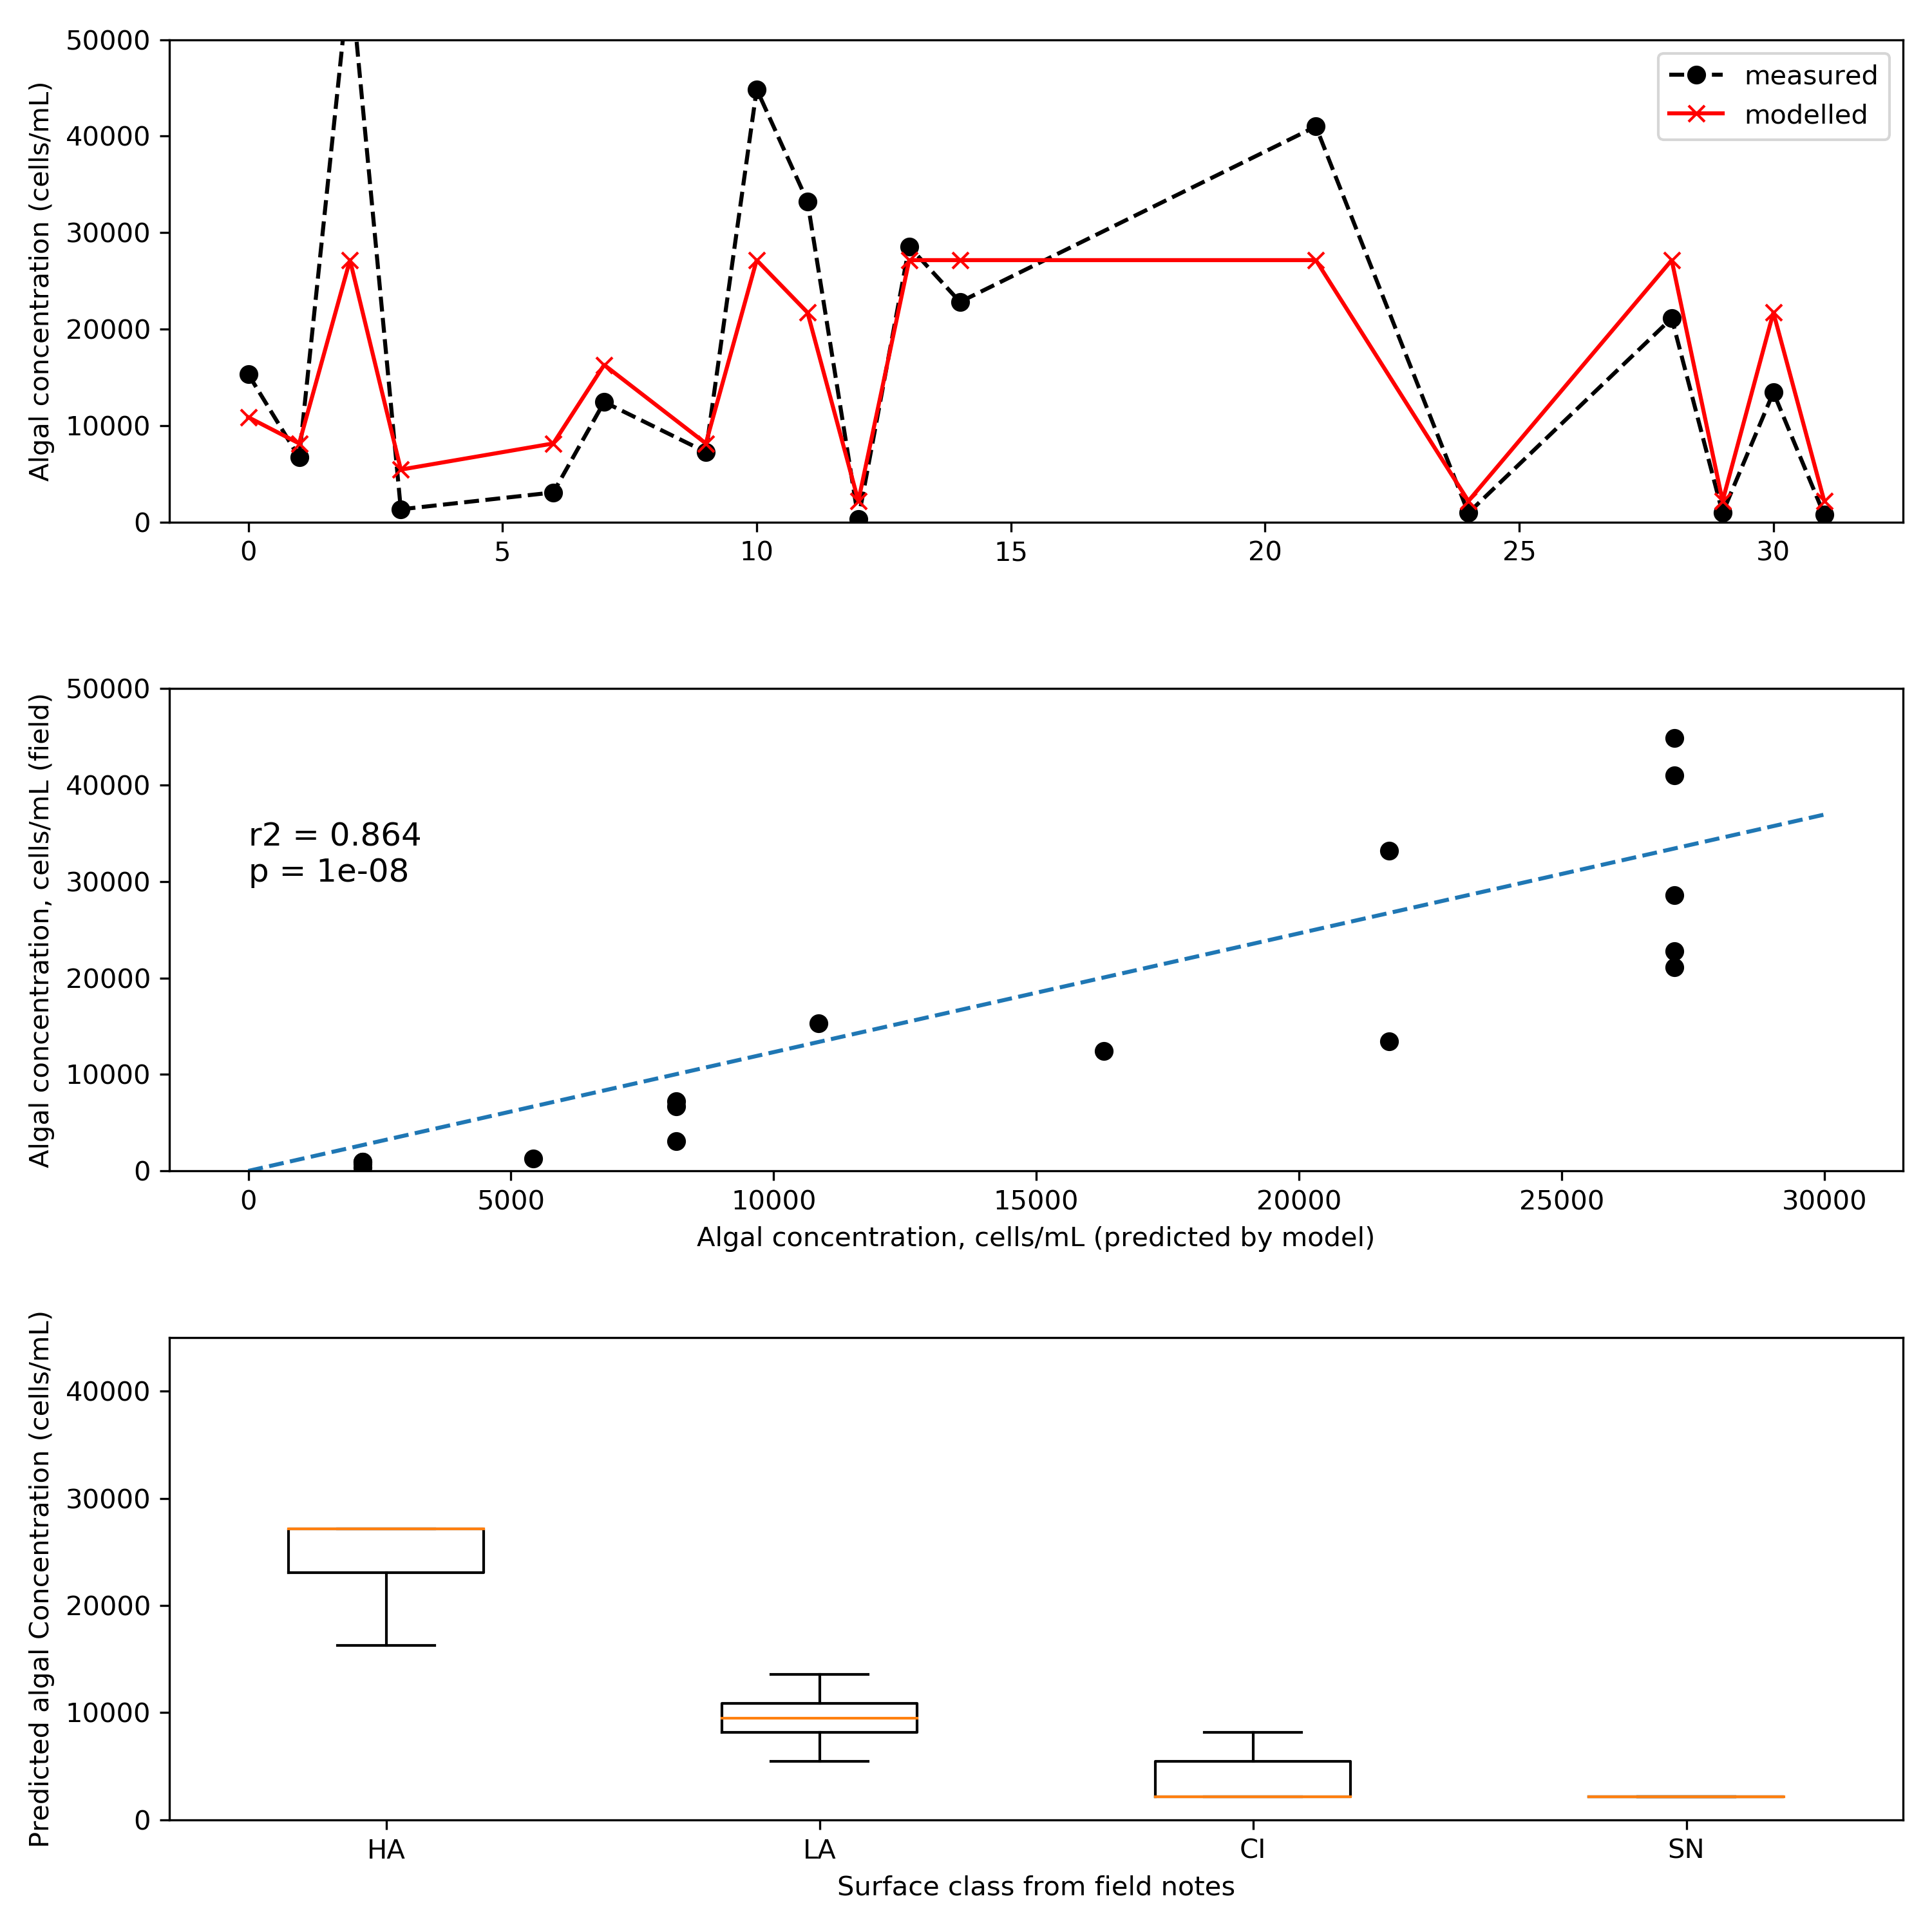 Algal concentration (cells/mL)
50000
40000
30000
20000
10000
0
measured
modelled
0 5 10 15 20 25 30
Algal concentration, cells/mL (field)
50000
40000
30000
20000
10000
0
r2 = 0.864
p = 1e-08
0 5000 10000 15000 20000 25000 30000
Algal concentration, cells/mL (predicted by model)
Predicted algal Concentration (cells/mL)
40000
30000
20000
10000
0
HA LA CI SN
Surface class from field notes